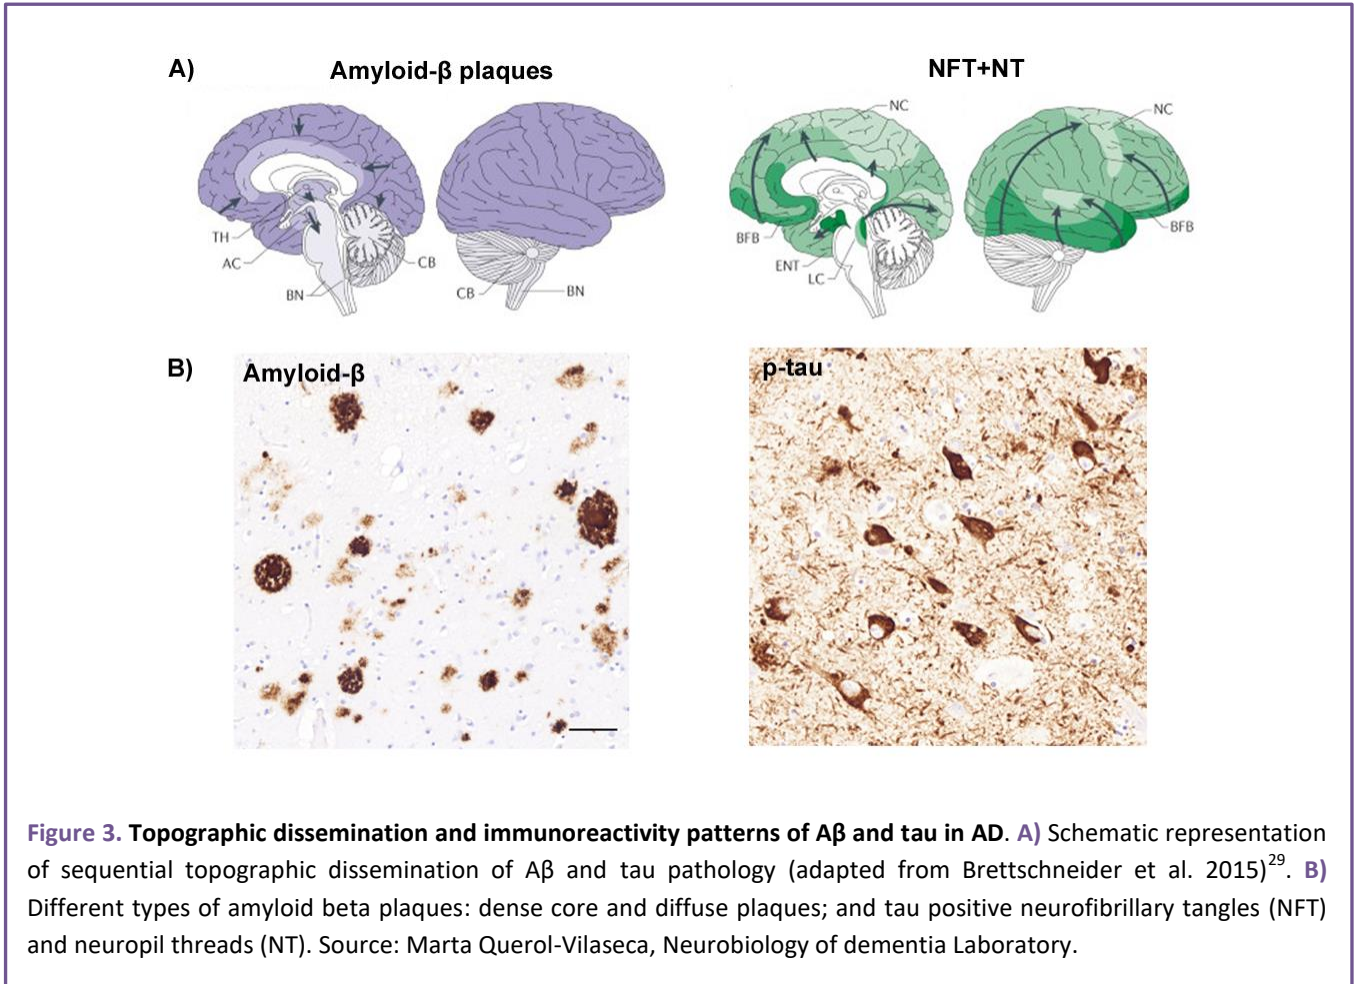 A)
Amyloid-β plaques
NFT+NT
TH
AC
BN
CB
CB
BN
NC
BFB
ENT
LC
NC
BFB
B)
Amyloid-β
p-tau
Figure 3. Topographic dissemination and immunoreactivity patterns of Aβ and tau in AD. A) Schematic representation
of sequential topographic dissemination of Aβ and tau pathology (adapted from Brettschneider et al. 2015)29. B)
Different types of amyloid beta plaques: dense core and diffuse plaques; and tau positive neurofibrillary tangles (NFT)
and neuropil threads (NT). Source: Marta Querol-Vilaseca, Neurobiology of dementia Laboratory.